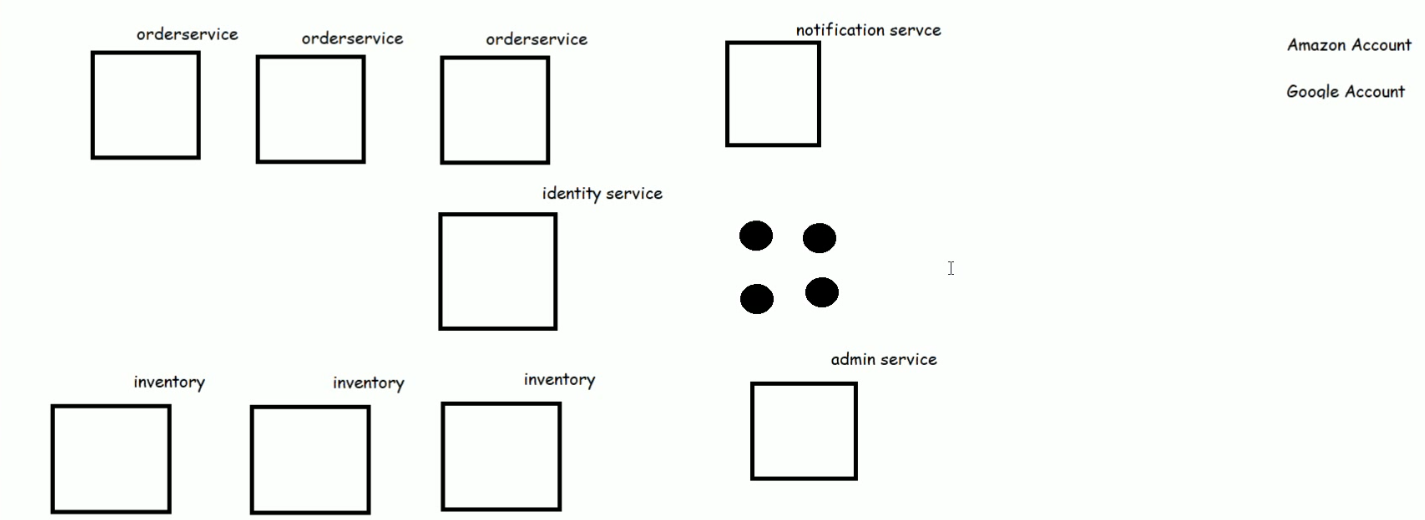 orderservice
orderservice
orderservice
notification servce
Amazon Account
Google Account
identity service
admin service
inventory
inventory
inventory